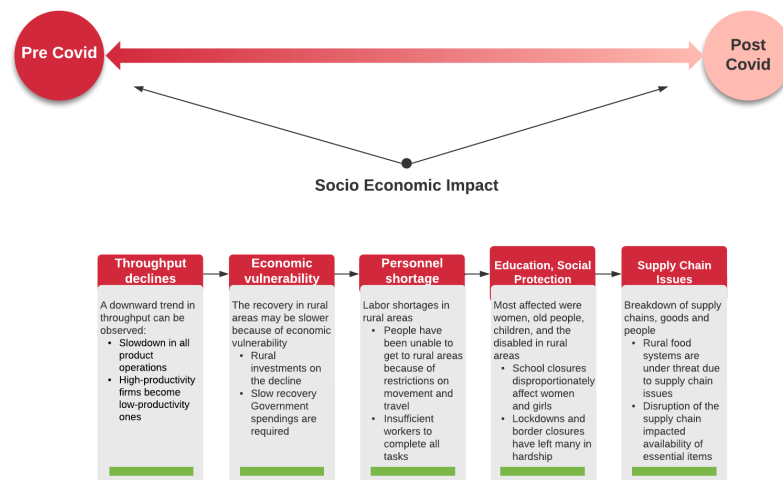 Pre Covid
Post
Covid
Socio Economic Impact
Throughput
declines
A downward trend in
throughput can be
observed:
• Slowdown in all
product
operations
• High-productivity
firms become
low-productivity
ones
Economic
vulnerability
The recovery in rural
areas may be slower
because of economic
vulnerability
• Rural
investments on
the decline
• Slow recovery
Government
spendings are
required
Personnel
shortage
Labor shortages in
rural areas
• People have
been unable to
get to rural areas
because of
restrictions on
movement and
travel
• Insufficient
workers to
complete all
tasks
Education, Social
Protection
Most affected were
women, old people,
children, and the
disabled in rural
areas
• School closures
disproportionately
affect women
and girls
• Lockdowns and
border closures
have left many in
hardship
Supply Chain
Issues
Breakdown of supply
chains, goods and
people
• Rural food
systems are
under threat due
to supply chain
issues
• Disruption of the
supply chain
impacted
availability of
essential items